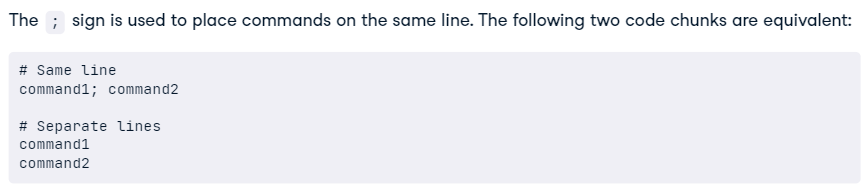 The ; sign is used to place commands on the same line. The following two code chunks are equivalent:
# Same line
command1; command2
# Separate lines
command1
command2